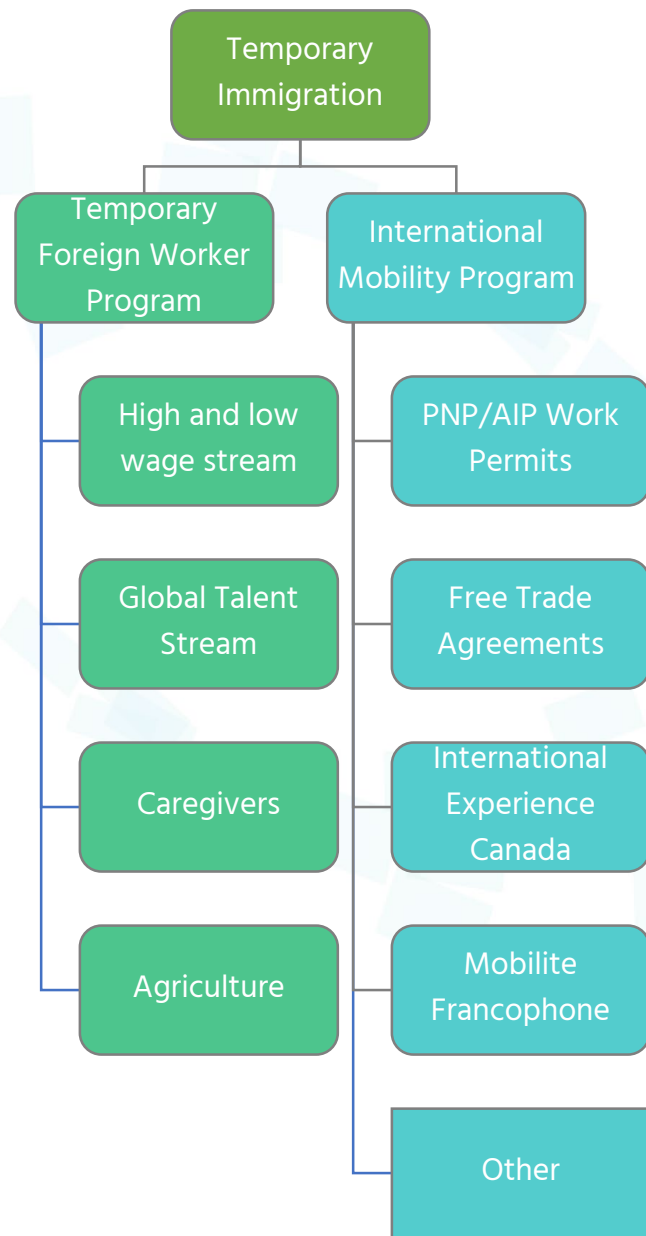 Temporary
Immigration
Temporary
Foreign Worker
Program
International
Mobility Program
High and low
wage stream
PNP/AIP Work
Permits
Global Talent
Stream
Free Trade
Agreements
Caregivers
International
Experience
Canada
Agriculture
Mobilite
Francophone
Other